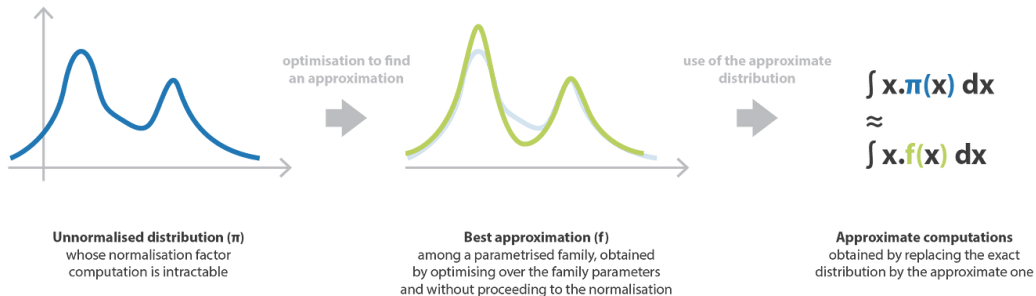 optimisation to find
an approximation
use of the approximate
distribution
∫ x.π(x) dx
≈
∫ x.f(x) dx
Unnormalised distribution (π)
whose normalisation factor
computation is intractable
Best approximation (f)
among a parametrised family, obtained
by optimising over the family parameters
and without proceeding to the normalisation
Approximate computations
obtained by replacing the exact
distribution by the approximate one